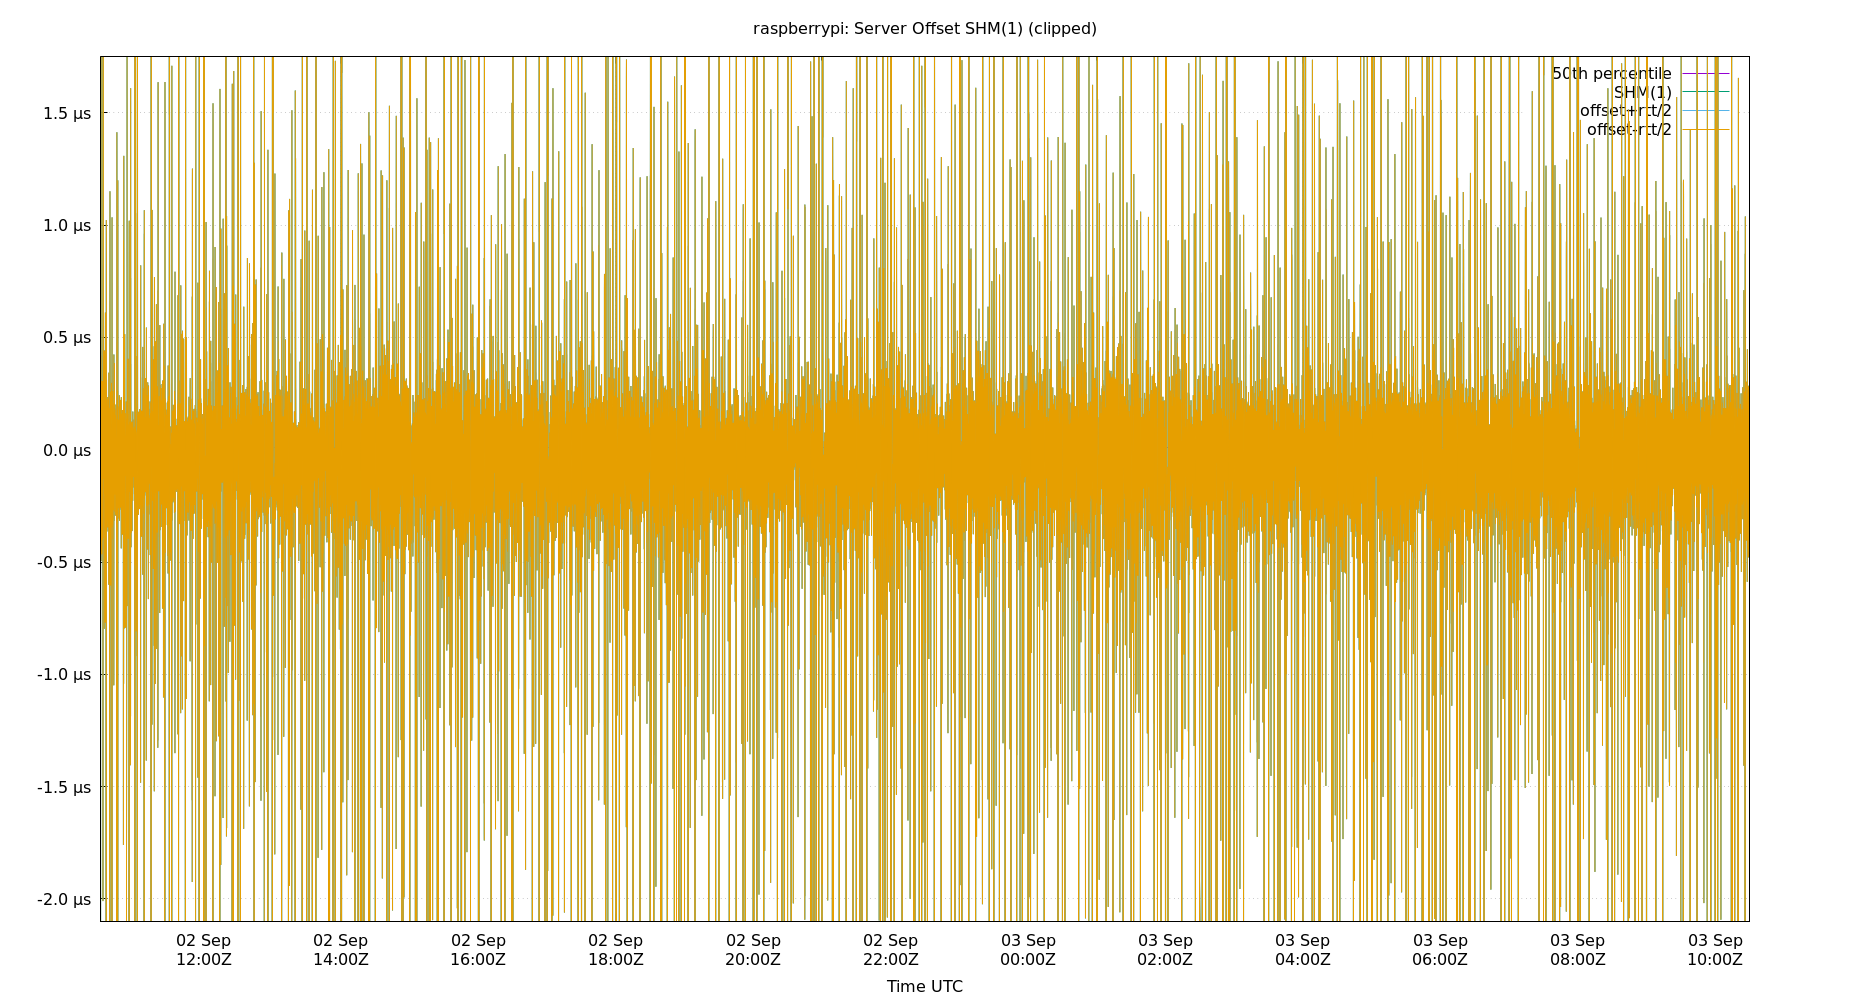 raspberrypi: Server Offset SHM(1) (clipped)
50th percentile
SHM(1)
offset+rtt/2
offset-rtt/2
1.5 µs
1.0 µs
0.5 µs
0.0 µs
-0.5 µs
-1.0 µs
-1.5 µs
-2.0 µs
02 Sep 02 Sep 02 Sep 02 Sep 02 Sep 02 Sep 03 Sep 03 Sep 03 Sep 03 Sep 03 Sep 03 Sep
12:00Z 14:00Z 16:00Z 18:00Z 20:00Z 22:00Z 00:00Z 02:00Z 04:00Z 06:00Z 08:00Z 10:00Z
Time UTC